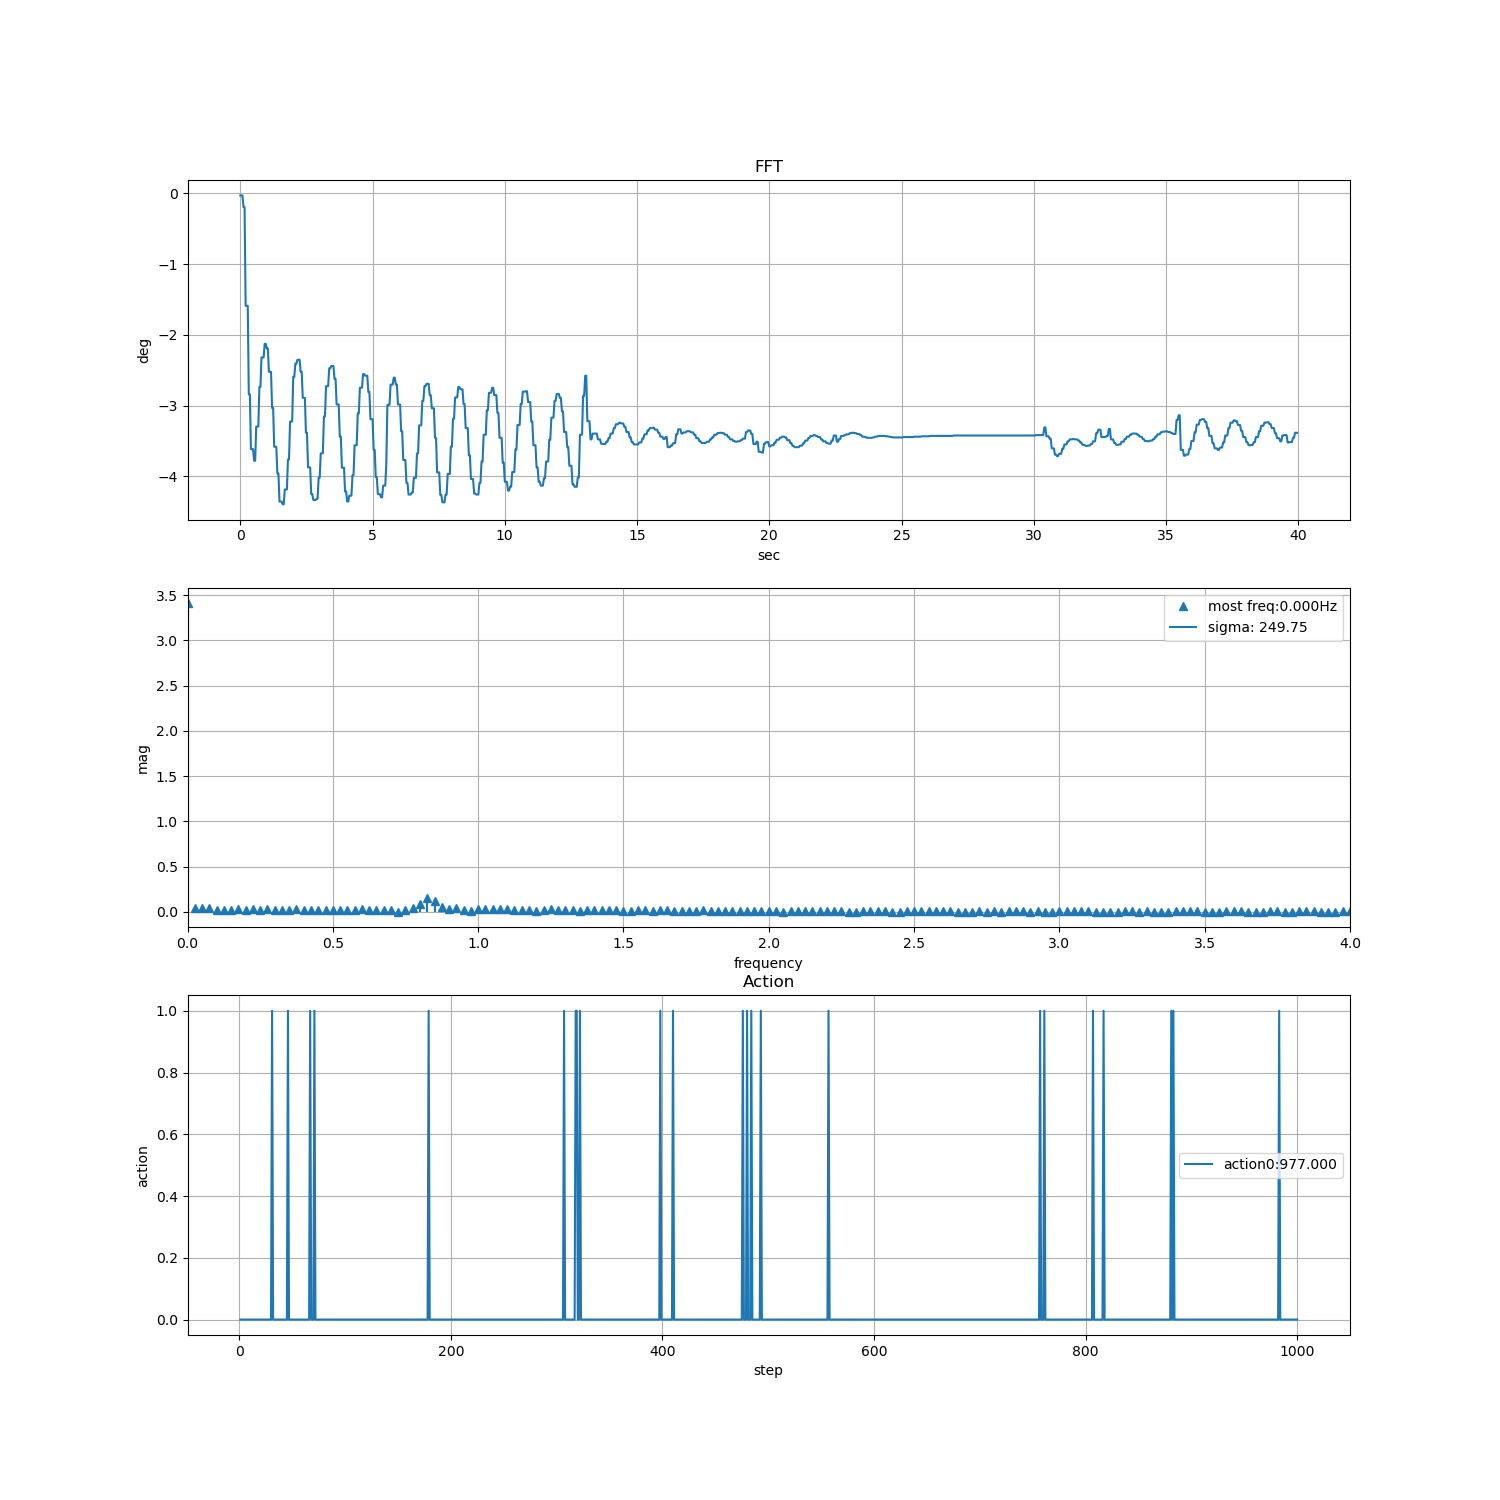 FFT
0
−1
−2
−3
−4
deg
0 5 10 15 20 25 30 35 40
sec
3.5
3.0
2.5
2.0
1.5
1.0
0.5
0.0
mag
most freq:0.000Hz
sigma: 249.75
0.0 0.5 1.0 1.5 2.0 2.5 3.0 3.5 4.0
frequency
Action
1.0
0.8
0.6
0.4
0.2
0.0
action
action0:977.000
0 200 400 600 800 1000
step